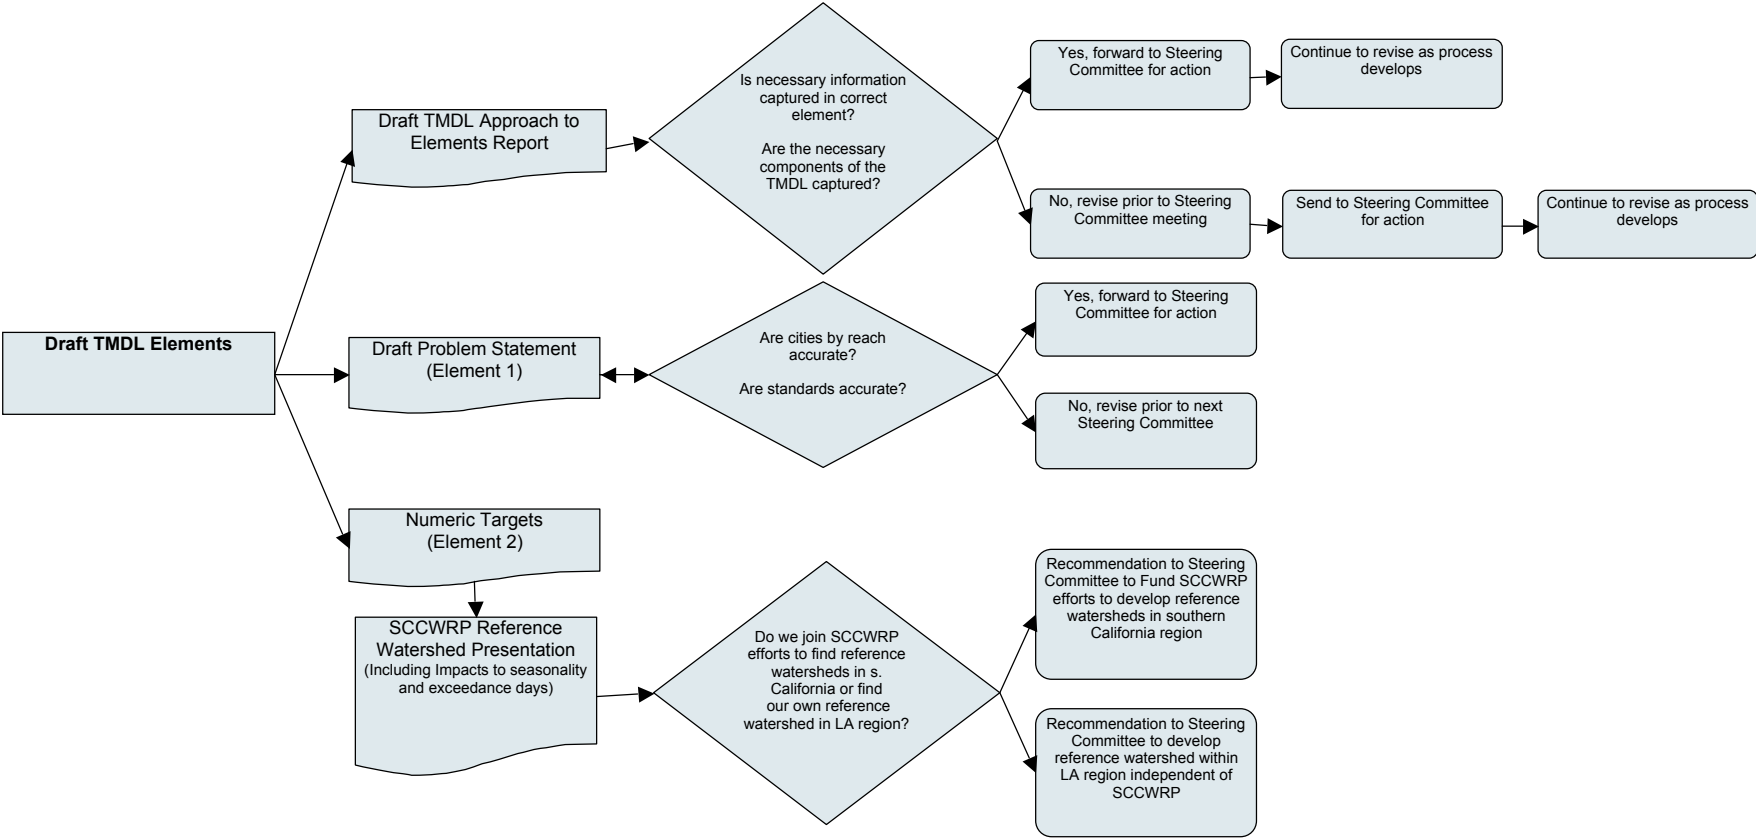 Draft TMDL Elements
Draft TMDL Approach to
Elements Report
Is necessary information
captured in correct
element?
Are the necessary
components of the
TMDL captured?
Yes, forward to Steering
Committee for action
Continue to revise as process
develops
No, revise prior to Steering
Committee meeting
Send to Steering Committee
for action
Continue to revise as process
develops
Draft Problem Statement
(Element 1)
Are cities by reach
accurate?
Are standards accurate?
Yes, forward to Steering
Committee for action
No, revise prior to next
Steering Committee
Numeric Targets
(Element 2)
SCCWRP Reference
Watershed Presentation
(Including Impacts to seasonality
and exceedance days)
Do we join SCCWRP
efforts to find reference
watersheds in s.
California or find
our own reference
watershed in LA region?
Recommendation to Steering
Committee to Fund SCCWRP
efforts to develop reference
watersheds in southern
California region
Recommendation to Steering
Committee to develop
reference watershed within
LA region independent of
SCCWRP